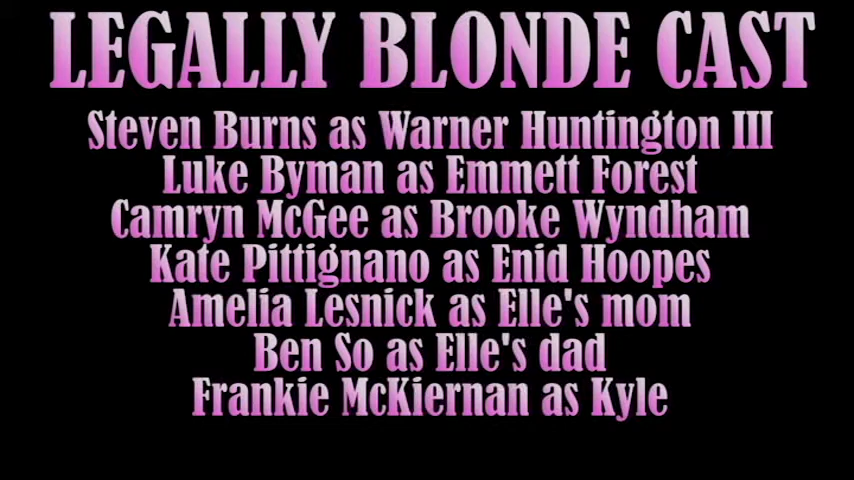 LEGALLY BLONDE CAST
Steven Burns as Warner Huntington III
Luke Byman as Emmett Forest
Camryn McGee as Brooke Wyndham
Kate Pittignano as Enid Hoopes
Amelia Lesnick as Elle's mom
Ben So as Elle's dad
Frankie McKiernan as Kyle